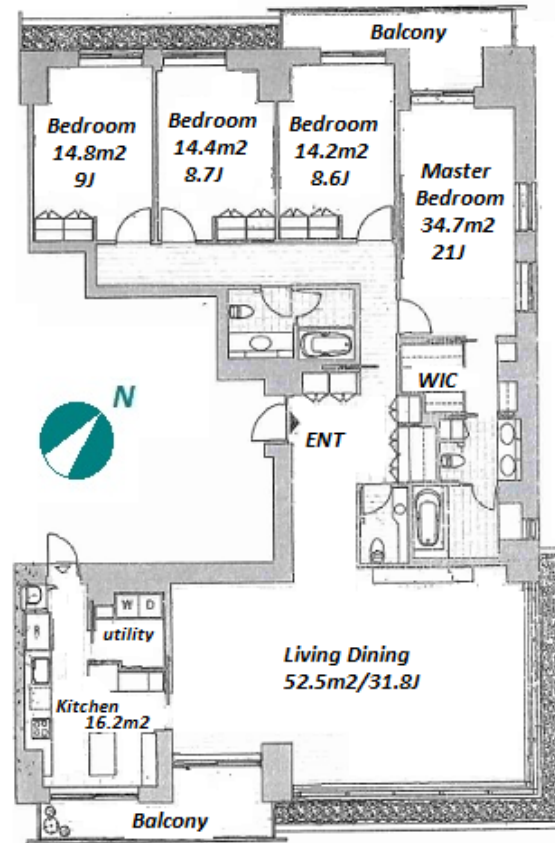 Balcony
Bedroom
14.8m2
9J
Bedroom
14.4m2
8.7J
Bedroom
14.2m2
8.6J
Master
Bedroom
34.7m2
21J
WIC
N
ENT
W D
R
utility
Living Dining
52.5m2/31.8J
Kitchen
16.2m2
Balcony